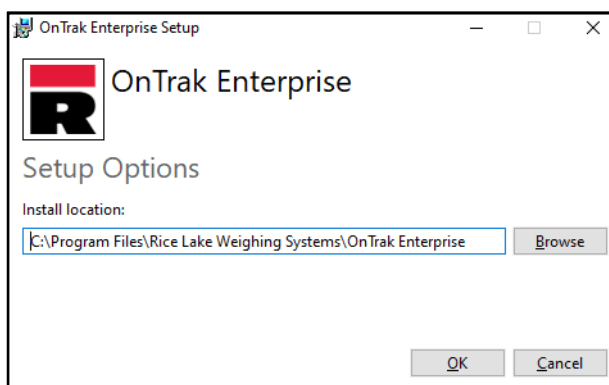 OnTrak Enterprise Setup
R
OnTrak Enterprise
Setup Options
Install location:
C:\Program Files\Rice Lake Weighing Systems\OnTrak Enterprise
Browse
OK
Cancel